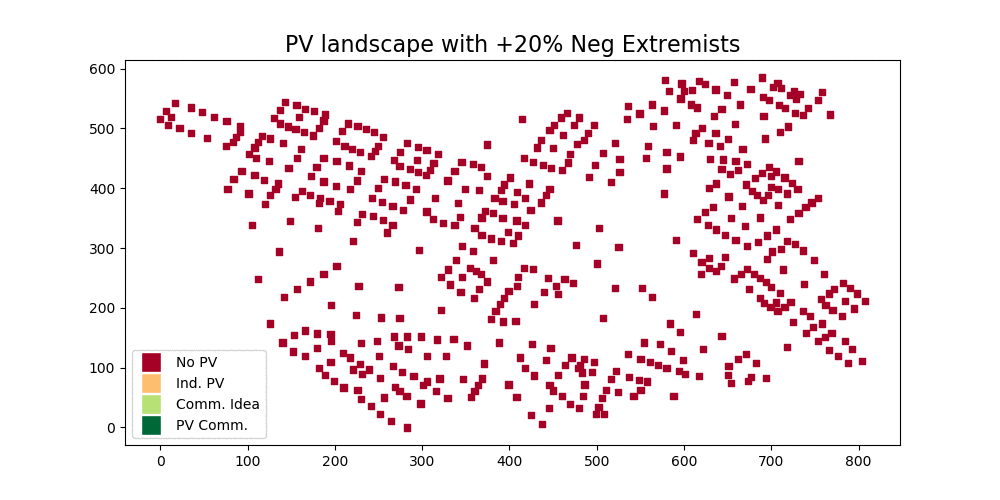 PV landscape with +20% Neg Extremists
600
500
400
300
200
100
0
No PV
Ind. PV
Comm. Idea
PV Comm.
0 100 200 300 400 500 600 700 800